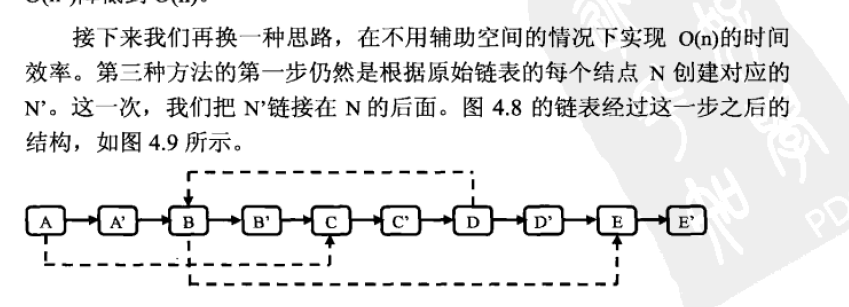 接下来我们再换一种思路，在不用辅助空间的情况下实现 O(n)的时间
效率。第三种方法的第一步仍然是根据原始链表的每个结点 N 创建对应的
N’。这一次，我们把 N’链接在 N 的后面。图 4.8 的链表经过这一步之后的
结构，如图 4.9 所示。
A A’ B B’ C C’ D D’ E E’
PD